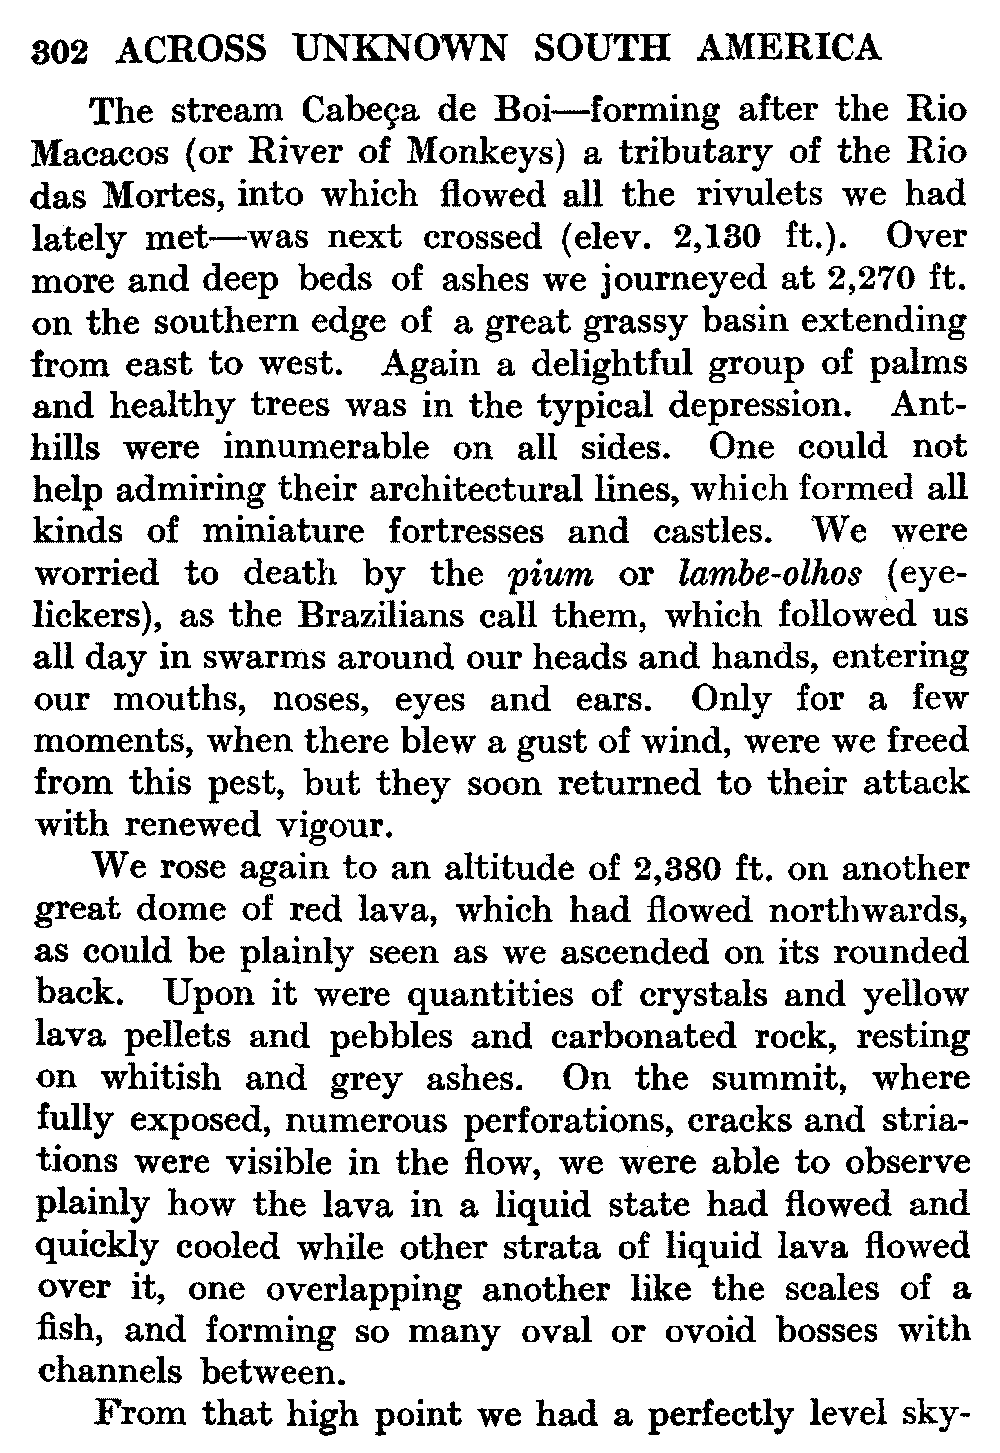 302 ACROSS UNKNOWN SOUTH AMERICA
The stream Cabeça de Boi—forming after the Rio
Macacos (or River of Monkeys) a tributary of the Rio
das Mortes, into which flowed all the rivulets we had
lately met—was next crossed (elev. 2,130 ft.). Over
more and deep beds of ashes we journeyed at 2,270 ft.
on the southern edge of a great grassy basin extending
from east to west. Again a delightful group of palms
and healthy trees was in the typical depression. Ant-
hills were innumerable on all sides. One could not
help admiring their architectural lines, which formed all
kinds of miniature fortresses and castles. We were
worried to death by the pium or lambe-olhos (eye-
lickers), as the Brazilians call them, which followed us
all day in swarms around our heads and hands, entering
our mouths, noses, eyes and ears. Only for a few
moments, when there blew a gust of wind, were we freed
from this pest, but they soon returned to their attack
with renewed vigour.
We rose again to an altitude of 2,380 ft. on another
great dome of red lava, which had flowed northwards,
as could be plainly seen as we ascended on its rounded
back. Upon it were quantities of crystals and yellow
lava pellets and pebbles and carbonated rock, resting
on whitish and grey ashes. On the summit, where
fully exposed, numerous perforations, cracks and stria-
tions were visible in the flow, we were able to observe
plainly how the lava in a liquid state had flowed and
quickly cooled while other strata of liquid lava flowed
over it, one overlapping another like the scales of a
fish, and forming so many oval or ovoid bosses with
channels between.
From that high point we had a perfectly level sky-